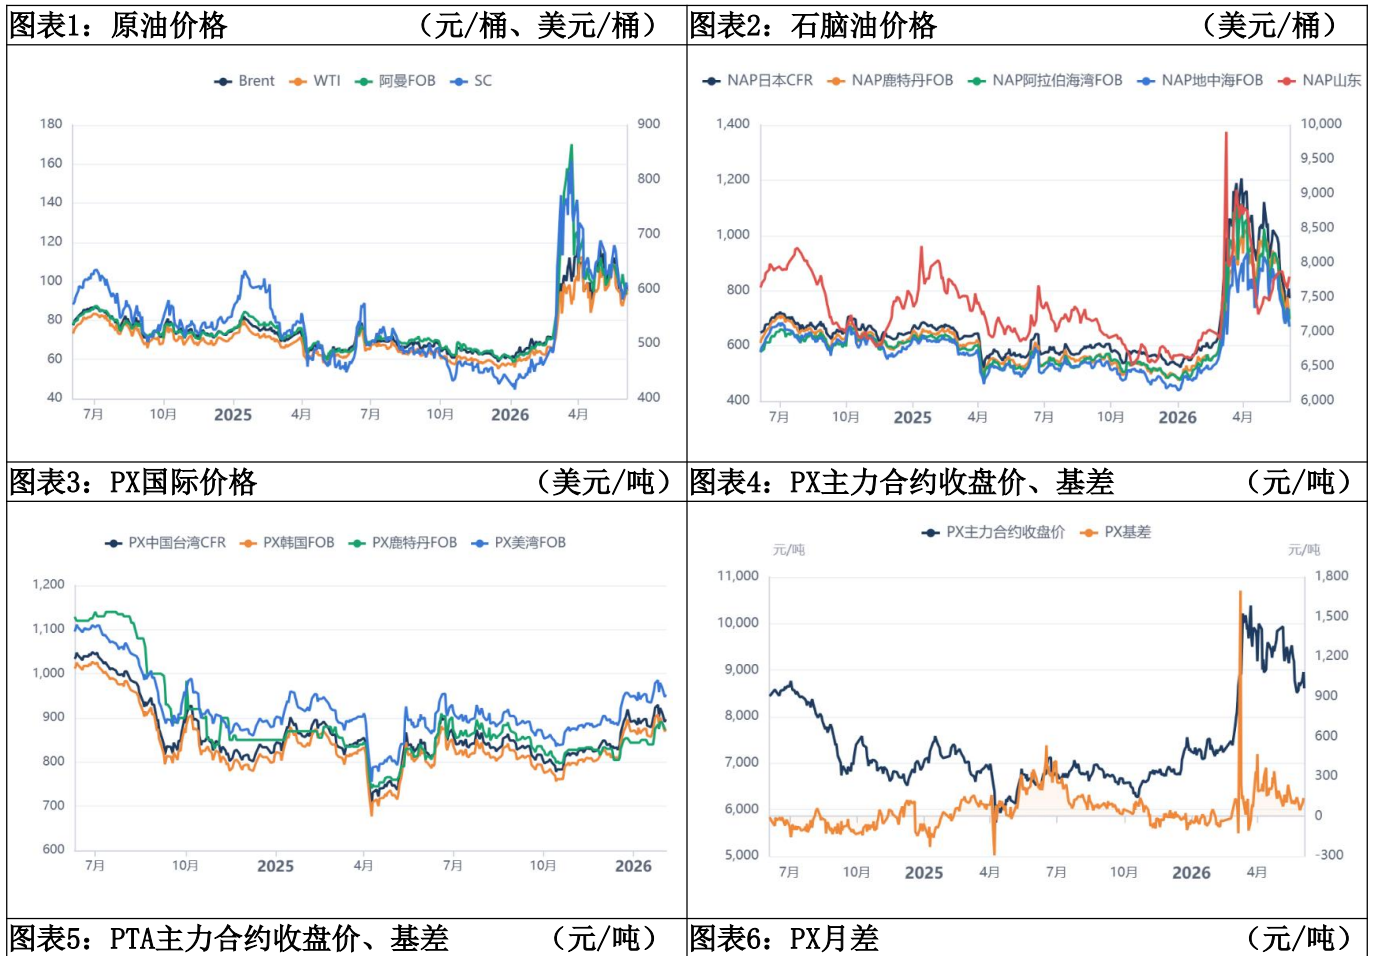 图表1：原油价格 （元/桶、美元/桶）
图表2：石脑油价格 （美元/桶）
Brent WTI 阿曼FOB SC
180 900
160 800
140
120 700
100 600
80 500
60
40 400
7月 10月 2025 4月 7月 10月 2026 4月
NAP日本CFR NAP鹿特丹FOB NAP阿拉伯海湾FOB NAP地中海FOB NAP山东
1,400 10,000
9,500
1,200 9,000
8,500
1,000 8,000
800 7,500
7,000
600 6,500
400 6,000
7月 10月 2025 4月 7月 10月 2026 4月
图表3：PX国际价格 （美元/吨）
图表4：PX主力合约收盘价、基差 （元/吨）
PX中国台湾CFR PX韩国FOB PX鹿特丹FOB PX美湾FOB
1,200
1,100
1,000
900
800
700
600
7月 10月 2025 4月 7月 10月 2026
PX主力合约收盘价 PX基差
元/吨 元/吨
11,000 1,800
10,000 1,500
9,000 1,200
900
8,000 600
7,000 300
6,000 0
5,000 -300
7月 10月 2025 4月 7月 10月 2026 4月
图表5：PTA主力合约收盘价、基差 （元/吨）
图表6：PX月差 （元/吨）